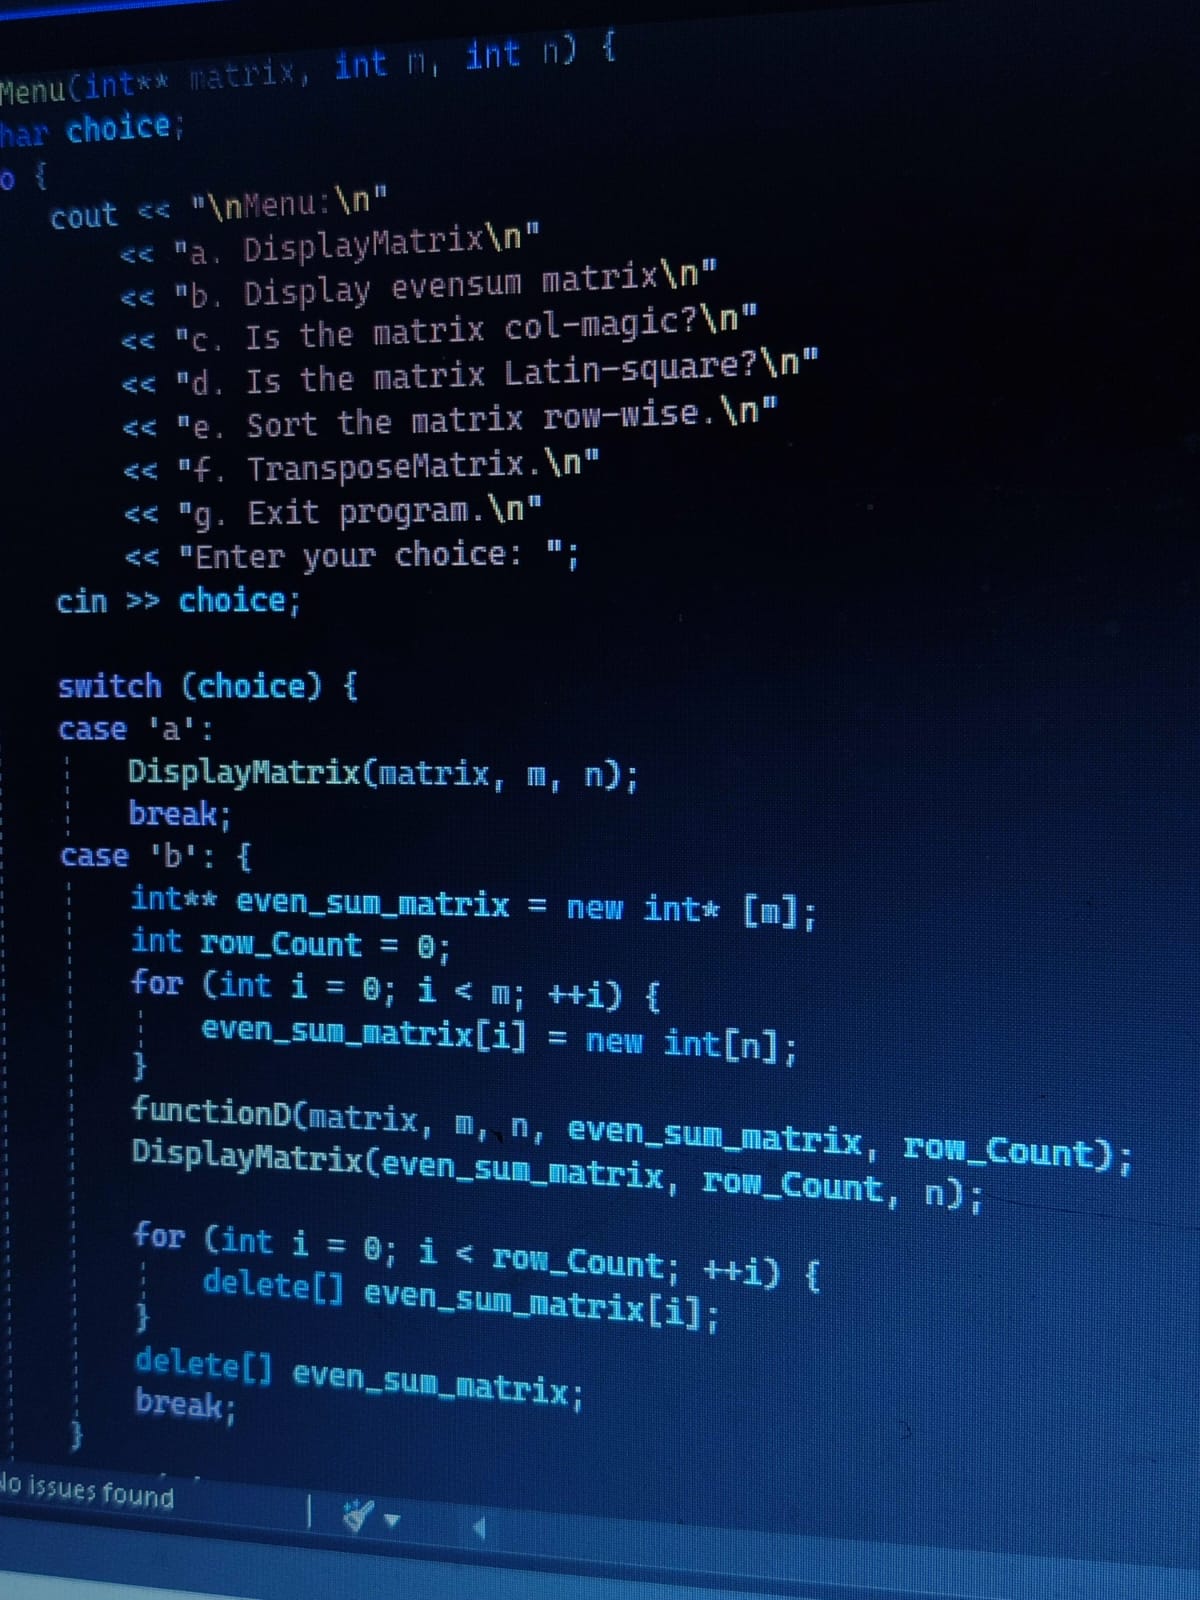 Menu(int** matrix, int m, int n) {
har choice;
o {
cout << "\nMenu:\n"
<< "a. DisplayMatrix\n"
<< "b. Display evensum matrix\n"
<< "c. Is the matrix col-magic?\n"
<< "d. Is the matrix Latin-square?\n"
<< "e. Sort the matrix row-wise.\n"
<< "f. TransposeMatrix.\n"
<< "g. Exit program.\n"
<< "Enter your choice: ";
cin >> choice;
switch (choice) {
case 'a':
DisplayMatrix(matrix, m, n);
break;
case 'b': {
int** even_sum_matrix = new int* [m];
int row_Count = 0;
for (int i = 0; i < m; ++i) {
even_sum_matrix[i] = new int[n];
}
functionD(matrix, m, n, even_sum_matrix, row_Count);
DisplayMatrix(even_sum_matrix, row_Count, n);
for (int i = 0; i < row_Count; ++i) {
delete[] even_sum_matrix[i];
}
delete[] even_sum_matrix;
break;
}
No issues found